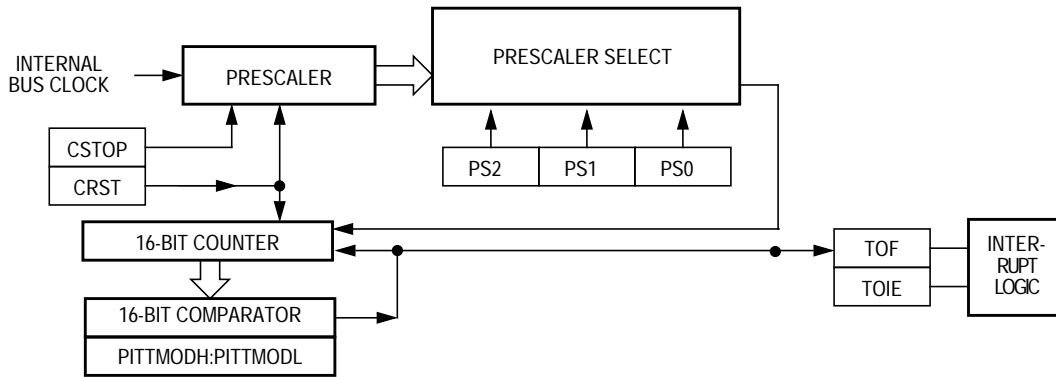 INTERNAL
BUS CLOCK
PRESCALER
PRESCALER SELECT
CSTOP
CRST
PS2
PS1
PS0
16-BIT COUNTER
16-BIT COMPARATOR
PITTMODH:PITTMODL
TOF
TOIE
INTER-
RUPT
LOGIC